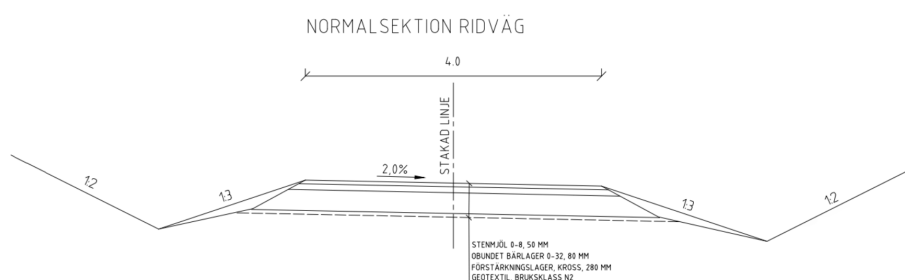 NORMALSEKTION RIDVÄG
4.0
STAKAD LINJE
2,0%
1:2
1:3
1:3
1:2
STENMJÖL 0-8, 50 MM
OBUNDET BÄRLAGER 0-32, 80 MM
FÖRSTÄRKNINGSLAGER, KROSS, 280 MM
GEOTEXTIL, BRUKSKLASS N2